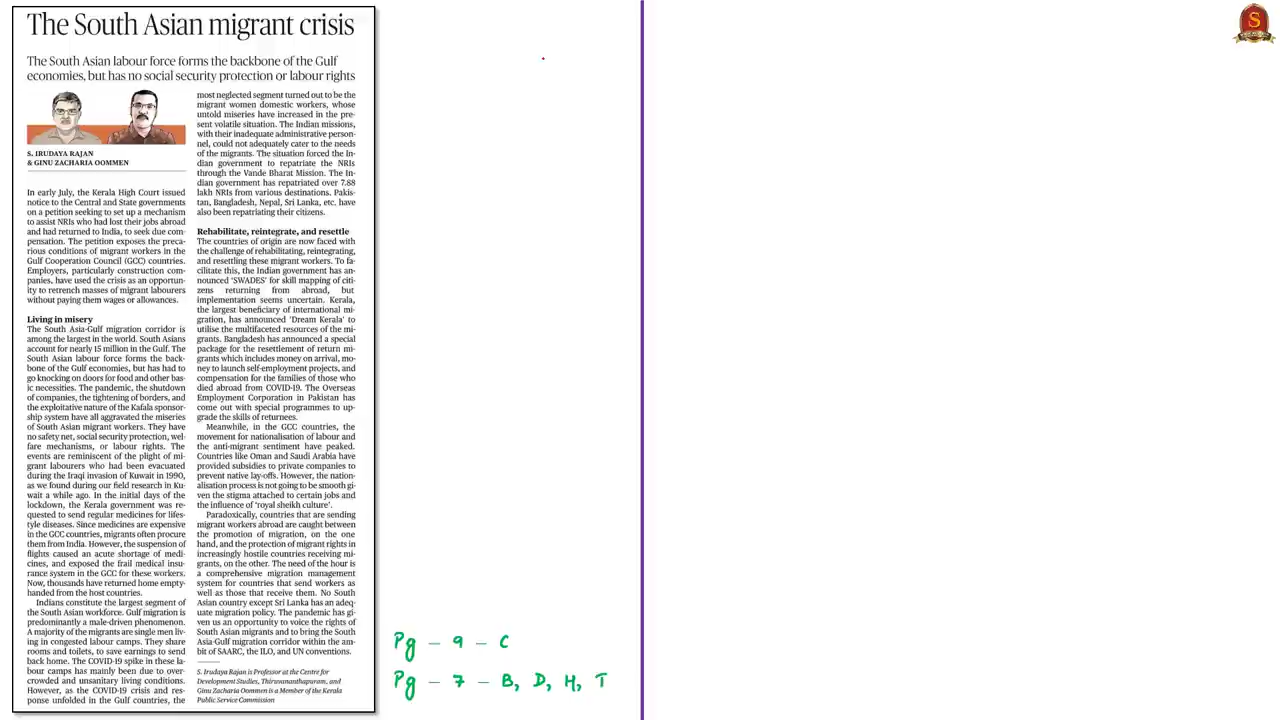 The South Asian migrant crisis
The South Asian labour force forms the backbone of the Gulf
economies, but has no social security protection or labour rights
S. IRUDAYA RAJAN
& GINU ZACHARIA OOMMEN
In early July, the Kerala High Court issued
notice to the Central and State governments
on a petition seeking to set up a mechanism
to assist NRIs who had lost their jobs abroad
and had returned to India, to seek due com-
pensation. The petition exposes the preca-
rious conditions of migrant workers in the
Gulf Cooperation Council (GCC) countries.
Employers, particularly construction com-
panies, have used the crisis as an opportun-
ity to retrench masses of migrant labourers
without paying them wages or allowances.
Living in misery
The South Asia-Gulf migration corridor is
among the largest in the world. South Asians
account for nearly 15 million in the Gulf. The
South Asian labour force forms the back-
bone of the Gulf economies, but has had to
go knocking on doors for food and other bas-
ic necessities. The pandemic, the shutdown
of companies, the tightening of borders, and
the exploitative nature of the Kafala sponsor-
ship system have all aggravated the miseries
of South Asian migrant workers. They have
no safety net, social security protection, wel-
fare mechanisms, or labour rights. The
events are reminiscent of the plight of mi-
grant labourers who had been evacuated
during the Iraqi invasion of Kuwait in 1990,
as we found during our field research in Ku-
wait a while ago. In the initial days of the
lockdown, the Kerala government was re-
quested to send regular medicines for lifes-
tyle diseases. Since medicines are expensive
in the GCC countries, migrants often procure
them from India. However, the suspension of
flights caused an acute shortage of medi-
cines, and exposed the frail medical insu-
rance system in the GCC for these workers.
Now, thousands have returned home empty-
handed from the host countries.
Indians constitute the largest segment of
the South Asian workforce. Gulf migration is
predominantly a male-driven phenomenon.
A majority of the migrants are single men liv-
ing in congested labour camps. They share
rooms and toilets, to save earnings to send
back home. The COVID-19 spike in these la-
bour camps has mainly been due to over-
crowded and unsanitary living conditions.
However, as the COVID-19 crisis and res-
ponse unfolded in the Gulf countries, the
most neglected segment turned out to be the
migrant women domestic workers, whose
untold miseries have increased in the pre-
sent volatile situation. The Indian missions,
with their inadequate administrative person-
nel, could not adequately cater to the needs
of the migrants. The situation forced the In-
dian government to repatriate the NRIs
through the Vande Bharat Mission. The In-
dian government has repatriated over 7.88
lakh NRIs from various destinations. Pakis-
tan, Bangladesh, Nepal, Sri Lanka, etc. have
also been repatriating their citizens.
Rehabilitate, reintegrate, and resettle
The countries of origin are now faced with
the challenge of rehabilitating, reintegrating,
and resettling these migrant workers. To fa-
cilitate this, the Indian government has an-
nounced ‘SWADES’ for skill mapping of citi-
zens returning from abroad, but
implementation seems uncertain. Kerala,
the largest beneficiary of international mi-
gration, has announced ‘Dream Kerala’ to
utilise the multifaceted resources of the mi-
grants. Bangladesh has announced a special
package for the resettlement of return mi-
grants which includes money on arrival, mo-
ney to launch self-employment projects, and
compensation for the families of those who
died abroad from COVID-19. The Overseas
Employment Corporation in Pakistan has
come out with special programmes to up-
grade the skills of returnees.
Meanwhile, in the GCC countries, the
movement for nationalisation of labour and
the anti-migrant sentiment have peaked.
Countries like Oman and Saudi Arabia have
provided subsidies to private companies to
prevent native lay-offs. However, the nation-
alisation process is not going to be smooth gi-
ven the stigma attached to certain jobs and
the influence of ‘royal sheikh culture’.
Paradoxically, countries that are sending
migrant workers abroad are caught between
the promotion of migration, on the one
hand, and the protection of migrant rights in
increasingly hostile countries receiving mi-
grants, on the other. The need of the hour is
a comprehensive migration management
system for countries that send workers as
well as those that receive them. No South
Asian country except Sri Lanka has an adeq-
uate migration policy. The pandemic has gi-
ven us an opportunity to voice the rights of
South Asian migrants and to bring the South
Asia-Gulf migration corridor within the am-
bit of SAARC, the ILO, and UN conventions.
S. Irudaya Rajan is Professor at the Centre for
Development Studies, Thiruvananthapuram, and
Ginu Zacharia Oommen is a Member of the Kerala
Public Service Commission
Pg - 9 - C
Pg - 7 - B, D, H, T
S